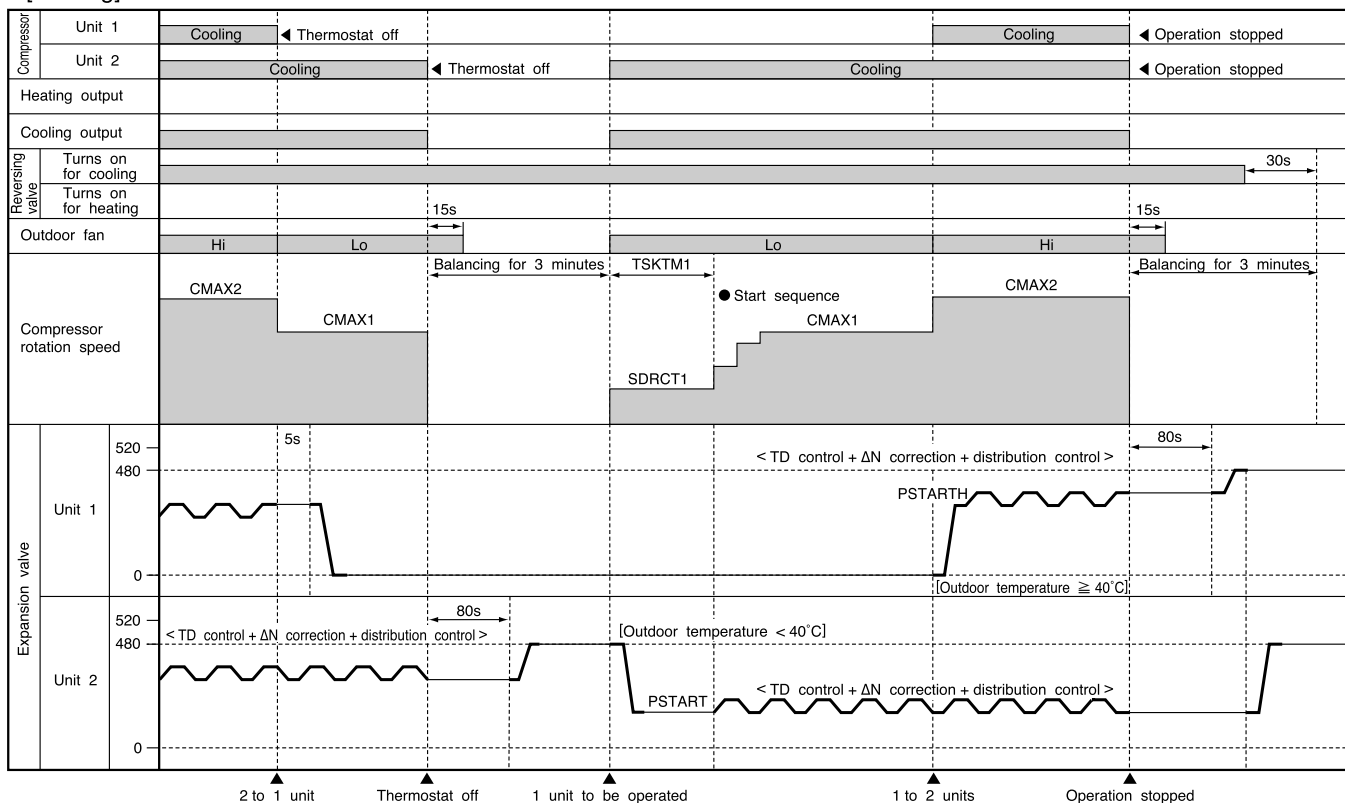 Compressor
Unit 1
Cooling
◀ Thermostat off
Cooling
◀ Operation stopped
Unit 2
Cooling
◀ Thermostat off
Cooling
◀ Operation stopped
Heating output
Cooling output
Reversing
valve
Turns on
for cooling
30s
Turns on
for heating
15s
15s
Outdoor fan
Hi
Lo
Lo
Hi
Compressor
rotation speed
CMAX2
CMAX1
Balancing for 3 minutes
TSKTM1
● Start sequence
SDRCT1
CMAX1
CMAX2
Balancing for 3 minutes
Expansion valve
Unit 1
520
480
0
5s
< TD control + ΔN correction + distribution control >
80s
PSTARTH
[Outdoor temperature ≧ 40˚C]
Unit 2
520
480
0
< TD control + ΔN correction + distribution control >
80s
[Outdoor temperature < 40˚C]
PSTART
< TD control + ΔN correction + distribution control >
2 to 1 unit
Thermostat off
1 unit to be operated
1 to 2 units
Operation stopped